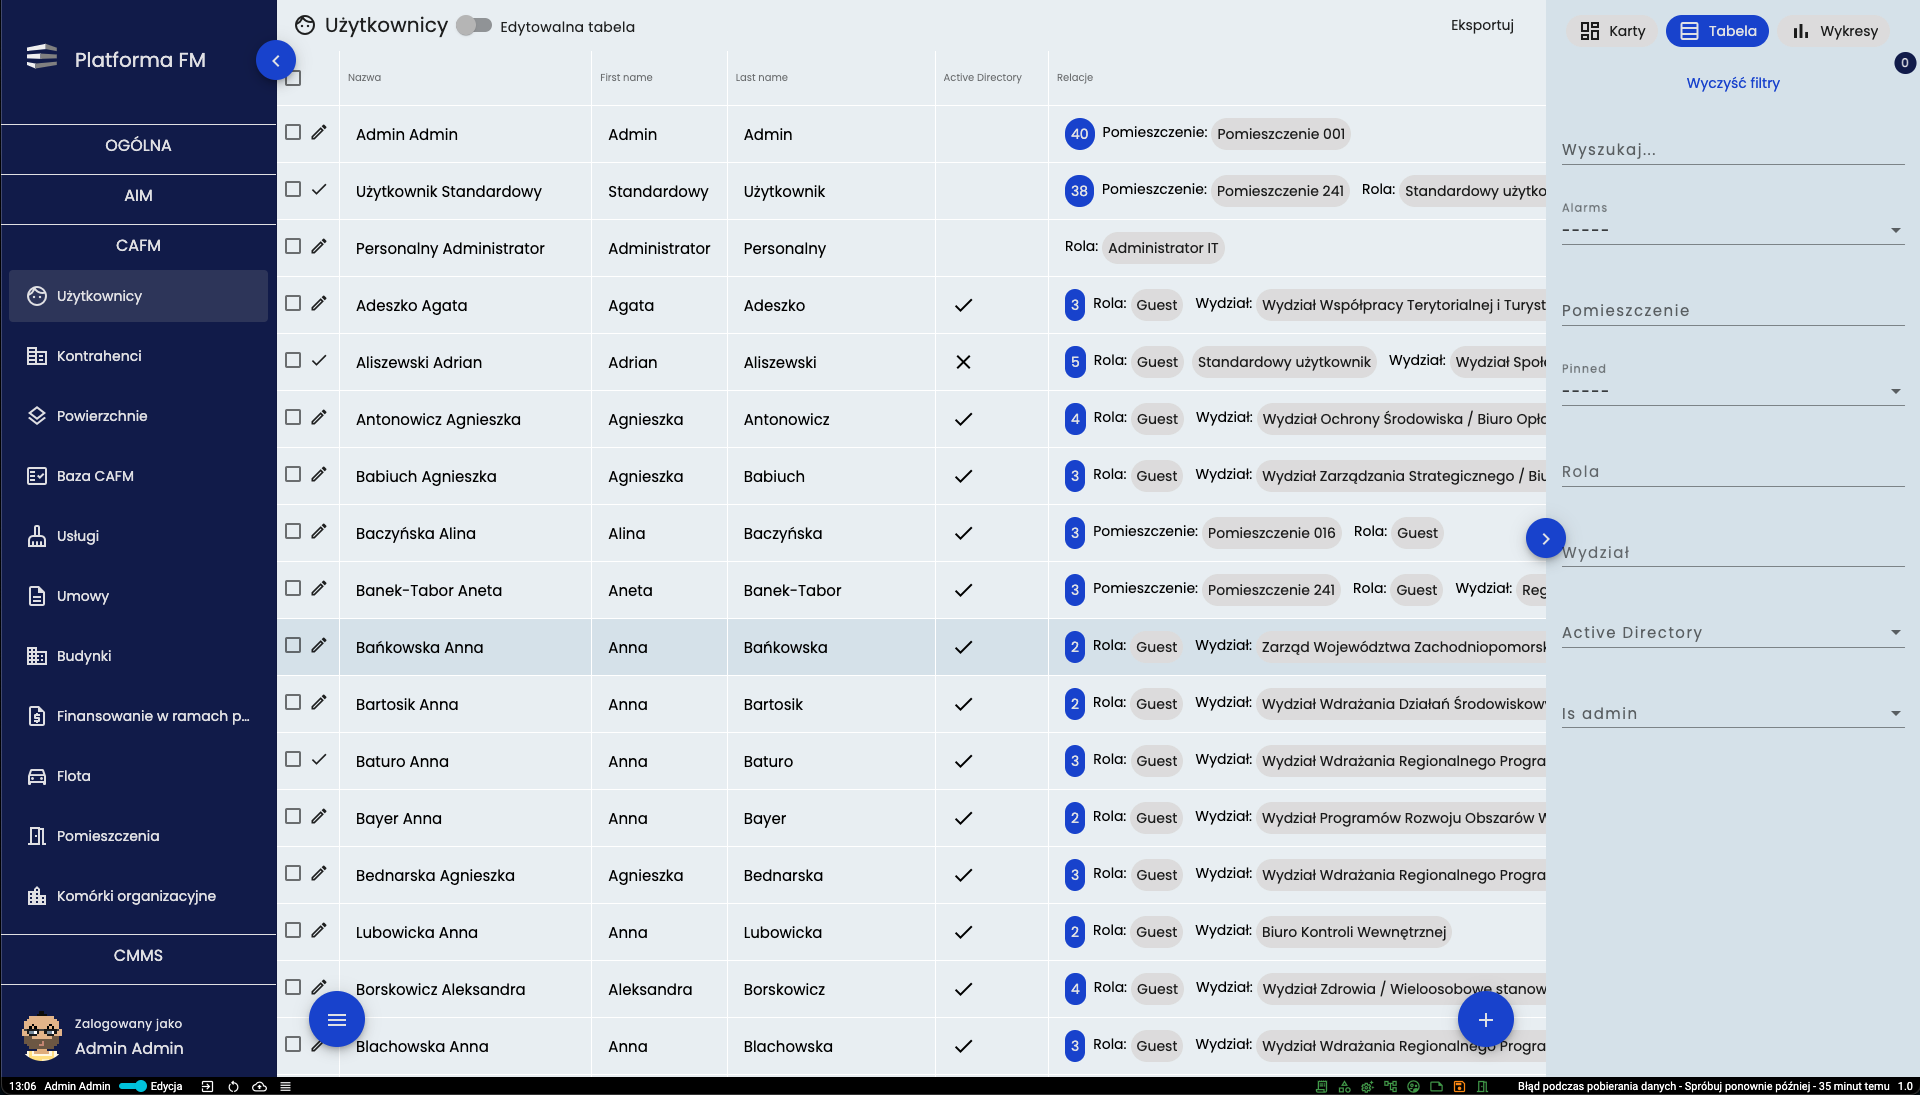 Platforma FM
OGÓLNA
AIM
CAFM
Użytkownicy
Kontrahenci
Powierzchnie
Baza CAFM
Usługi
Umowy
Budynki
Finansowanie w ramach p...
Flota
Pomieszczenia
Komórki organizacyjne
CMMS
Zalogowany jako
Admin Admin
Użytkownicy Edytowalna tabela Eksportuj
Nazwa First name Last name Active Directory Relacje
Admin Admin Admin Admin 40 Pomieszczenie: Pomieszczenie 001
Użytkownik Standardowy Standardowy Użytkownik 38 Pomieszczenie: Pomieszczenie 241 Rola: Standardowy użytko
Personalny Administrator Administrator Personalny Rola: Administrator IT
Adeszko Agata Agata Adeszko 3 Rola: Guest Wydział: Wydział Współpracy Terytorialnej i Turyst
Aliszewski Adrian Adrian Aliszewski 5 Rola: Guest Standardowy użytkownik Wydział: Wydział Społe
Antonowicz Agnieszka Agnieszka Antonowicz 4 Rola: Guest Wydział: Wydział Ochrony Środowiska / Biuro Opła
Babiuch Agnieszka Agnieszka Babiuch 3 Rola: Guest Wydział: Wydział Zarządzania Strategicznego / Biu
Baczyńska Alina Alina Baczyńska 3 Pomieszczenie: Pomieszczenie 016 Rola: Guest
Banek-Tabor Aneta Aneta Banek-Tabor 3 Pomieszczenie: Pomieszczenie 241 Rola: Guest Wydział: Reg
Bańkowska Anna Anna Bańkowska 2 Rola: Guest Wydział: Zarząd Województwa Zachodniopomorsk
Bartosik Anna Anna Bartosik 2 Rola: Guest Wydział: Wydział Wdrażania Działań Środowiskowy
Baturo Anna Anna Baturo 3 Rola: Guest Wydział: Wydział Wdrażania Regionalnego Progra
Bayer Anna Anna Bayer 2 Rola: Guest Wydział: Wydział Programów Rozwoju Obszarów W
Bednarska Agnieszka Agnieszka Bednarska 3 Rola: Guest Wydział: Wydział Wdrażania Regionalnego Progra
Lubowicka Anna Anna Lubowicka 2 Rola: Guest Wydział: Biuro Kontroli Wewnętrznej
Borskowicz Aleksandra Aleksandra Borskowicz 4 Rola: Guest Wydział: Wydział Zdrowia / Wieloosobowe stanow
Blachowska Anna Anna Blachowska 3 Rola: Guest Wydział: Wydział Wdrażania Regionalnego Progra
Karty Tabela Wykresy
0
Wyczyść filtry
Wyszukaj...
Alarms
-----
Pomieszczenie
Pinned
-----
Rola
Wydział
Active Directory
Is admin
13:06 Admin Admin Edycja Błąd podczas pobierania danych - Spróbuj ponownie później - 35 minut temu 1.0